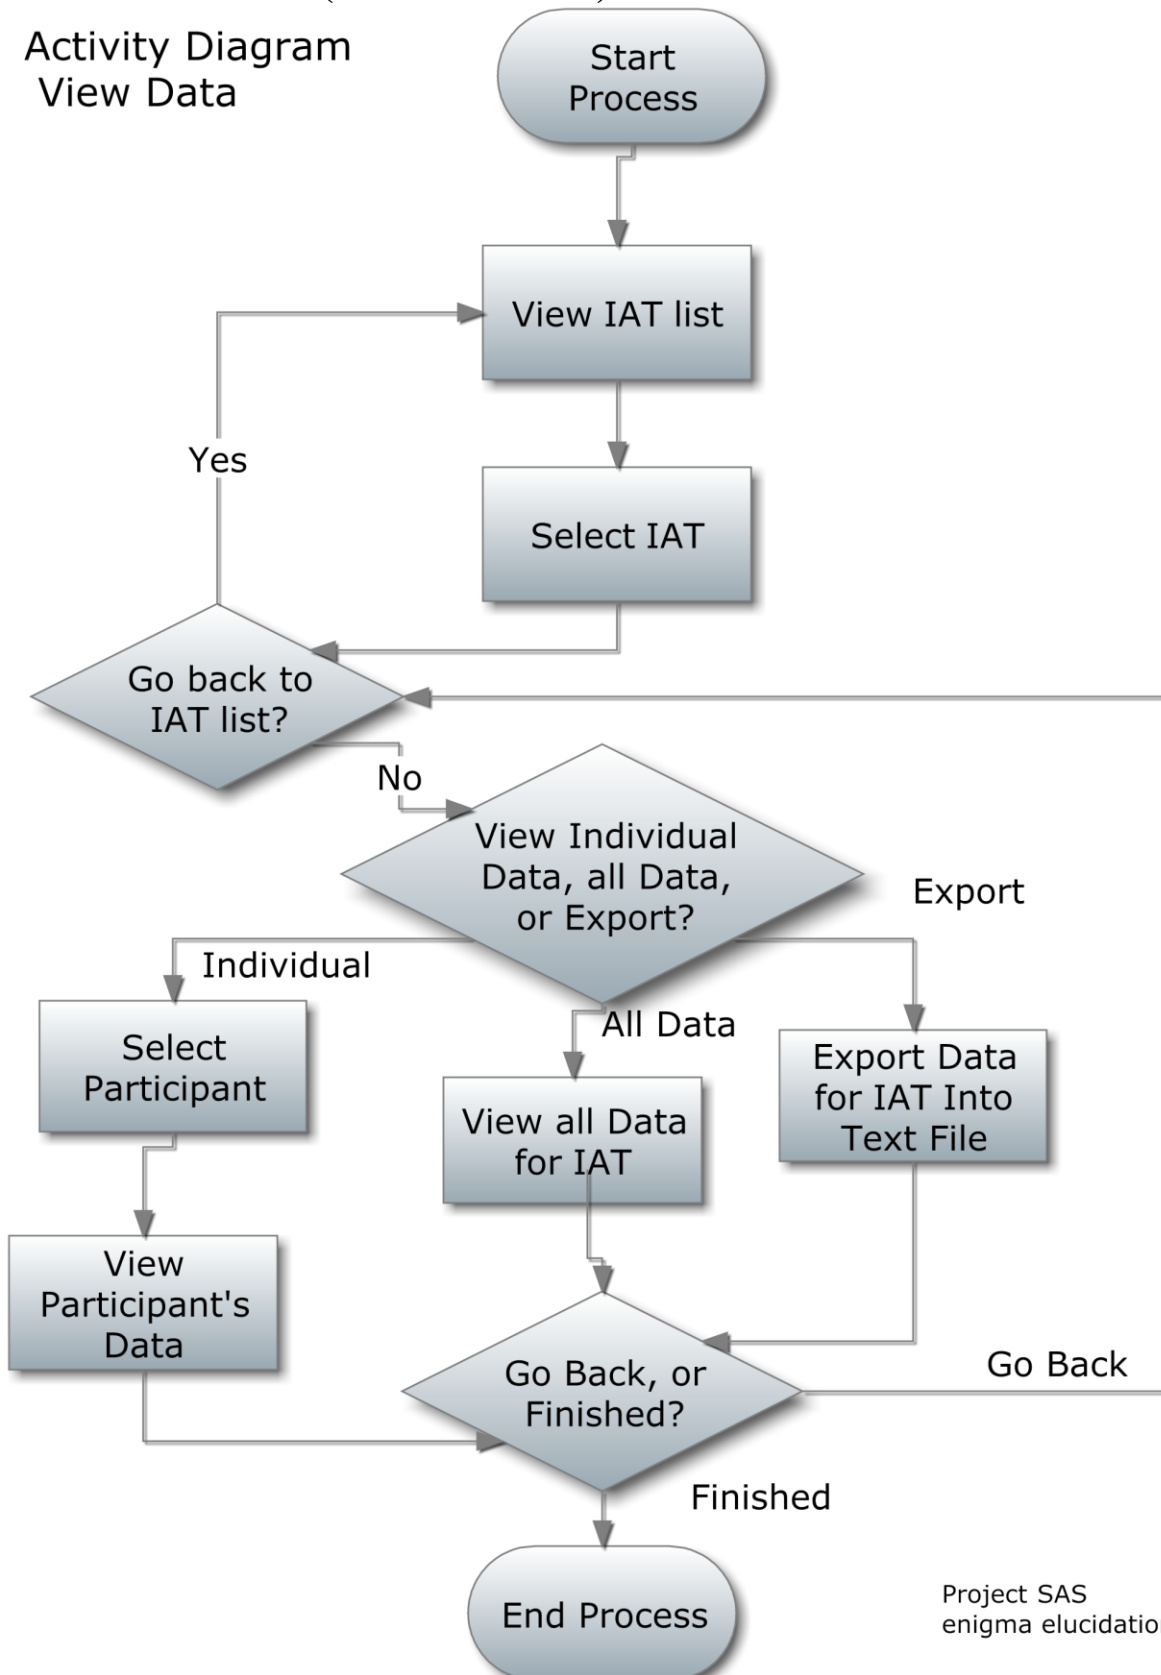 Activity Diagram
View Data
Start
Process
View IAT list
Yes
Select IAT
Go back to
IAT list?
No
View Individual
Data, all Data,
or Export?
Export
Individual
All Data
Select
Participant
Export Data
for IAT Into
Text File
View all Data
for IAT
View
Participant's
Data
Go Back, or
Finished?
Go Back
Finished
End Process
Project SAS
enigma elucidation